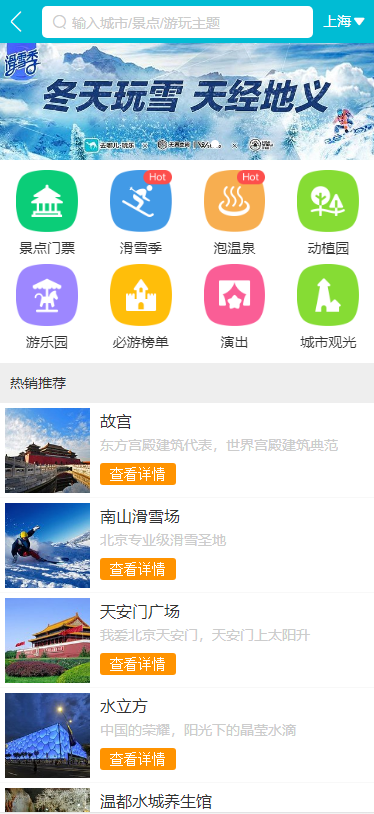 输入城市/景点/游玩主题
上海
滑雪季
冬天玩雪 天经地义
去哪儿·玩乐
Hot
Hot
景点门票
滑雪季
泡温泉
动植园
游乐园
必游榜单
演出
城市观光
热销推荐
故宫
东方宫殿建筑代表，世界宫殿建筑典范
查看详情
南山滑雪场
北京专业级滑雪圣地
查看详情
天安门广场
我爱北京天安门，天安门上太阳升
查看详情
水立方
中国的荣耀，阳光下的晶莹水滴
查看详情
温都水城养生馆